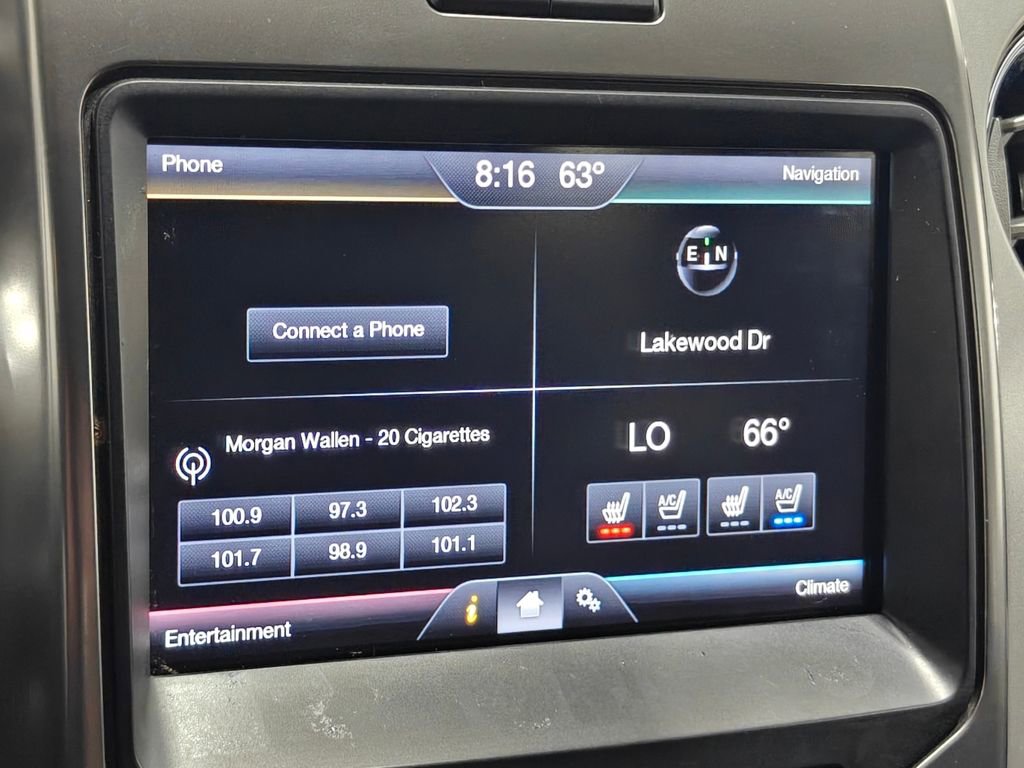 Phone
8:16 63°
Navigation
E N
Connect a Phone
Lakewood Dr
Morgan Wallen - 20 Cigarettes
100.9 97.3 102.3
101.7 98.9 101.1
LO 66°
A/C A/C
Entertainment
i
Climate